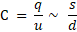 C = q/u ~ s/d